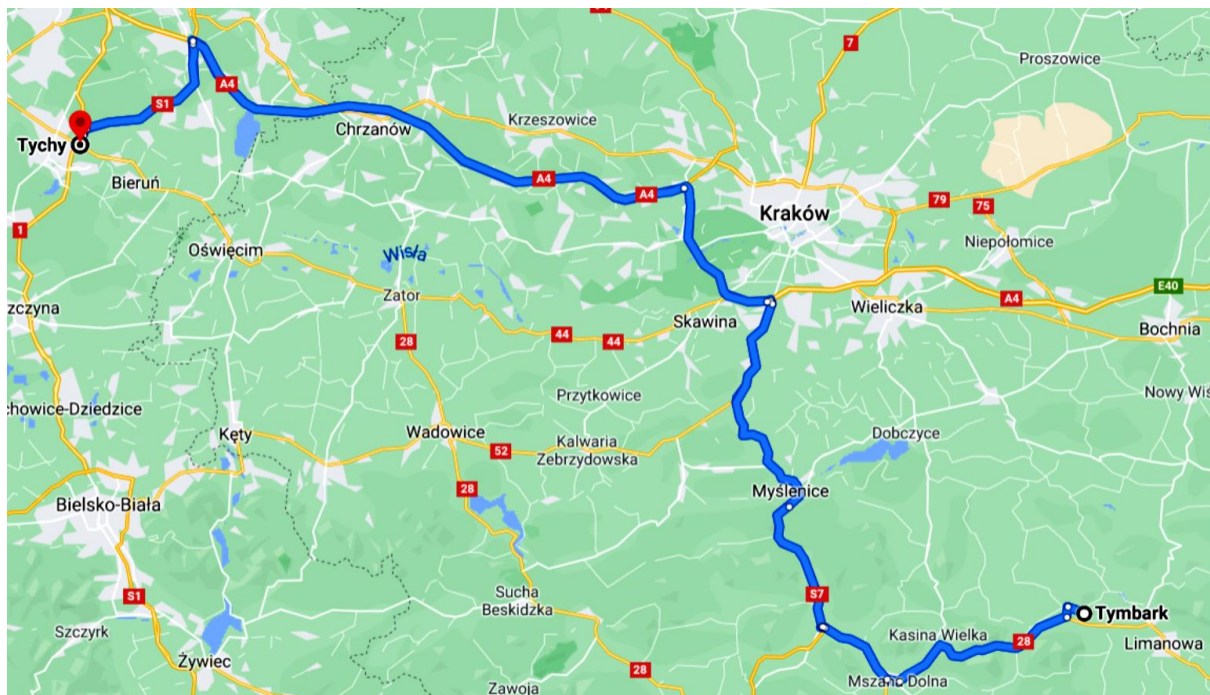 7
Proszowice
A4
S1
Chrzanów
Krzeszowice
Tychy
Bieruń
A4
A4
Kraków
79
75
1
Oświęcim
Wisła
Niepołomice
Zator
E40
A4
szczyna
Skawina
Wieliczka
Bochnia
28
44
44
Przytkowice
Nowy Wiś
chowice-Dziedzice
Kęty
Wadowice
52
Kalwaria
Zebrzydowska
Dobczyce
28
Myślenice
Bielsko-Biała
S1
Sucha
Beskidzka
S7
Tymbark
Szczyrk
Kasina Wielka
28
Limanowa
Żywiec
28
Mszana Dolna
Zawoja